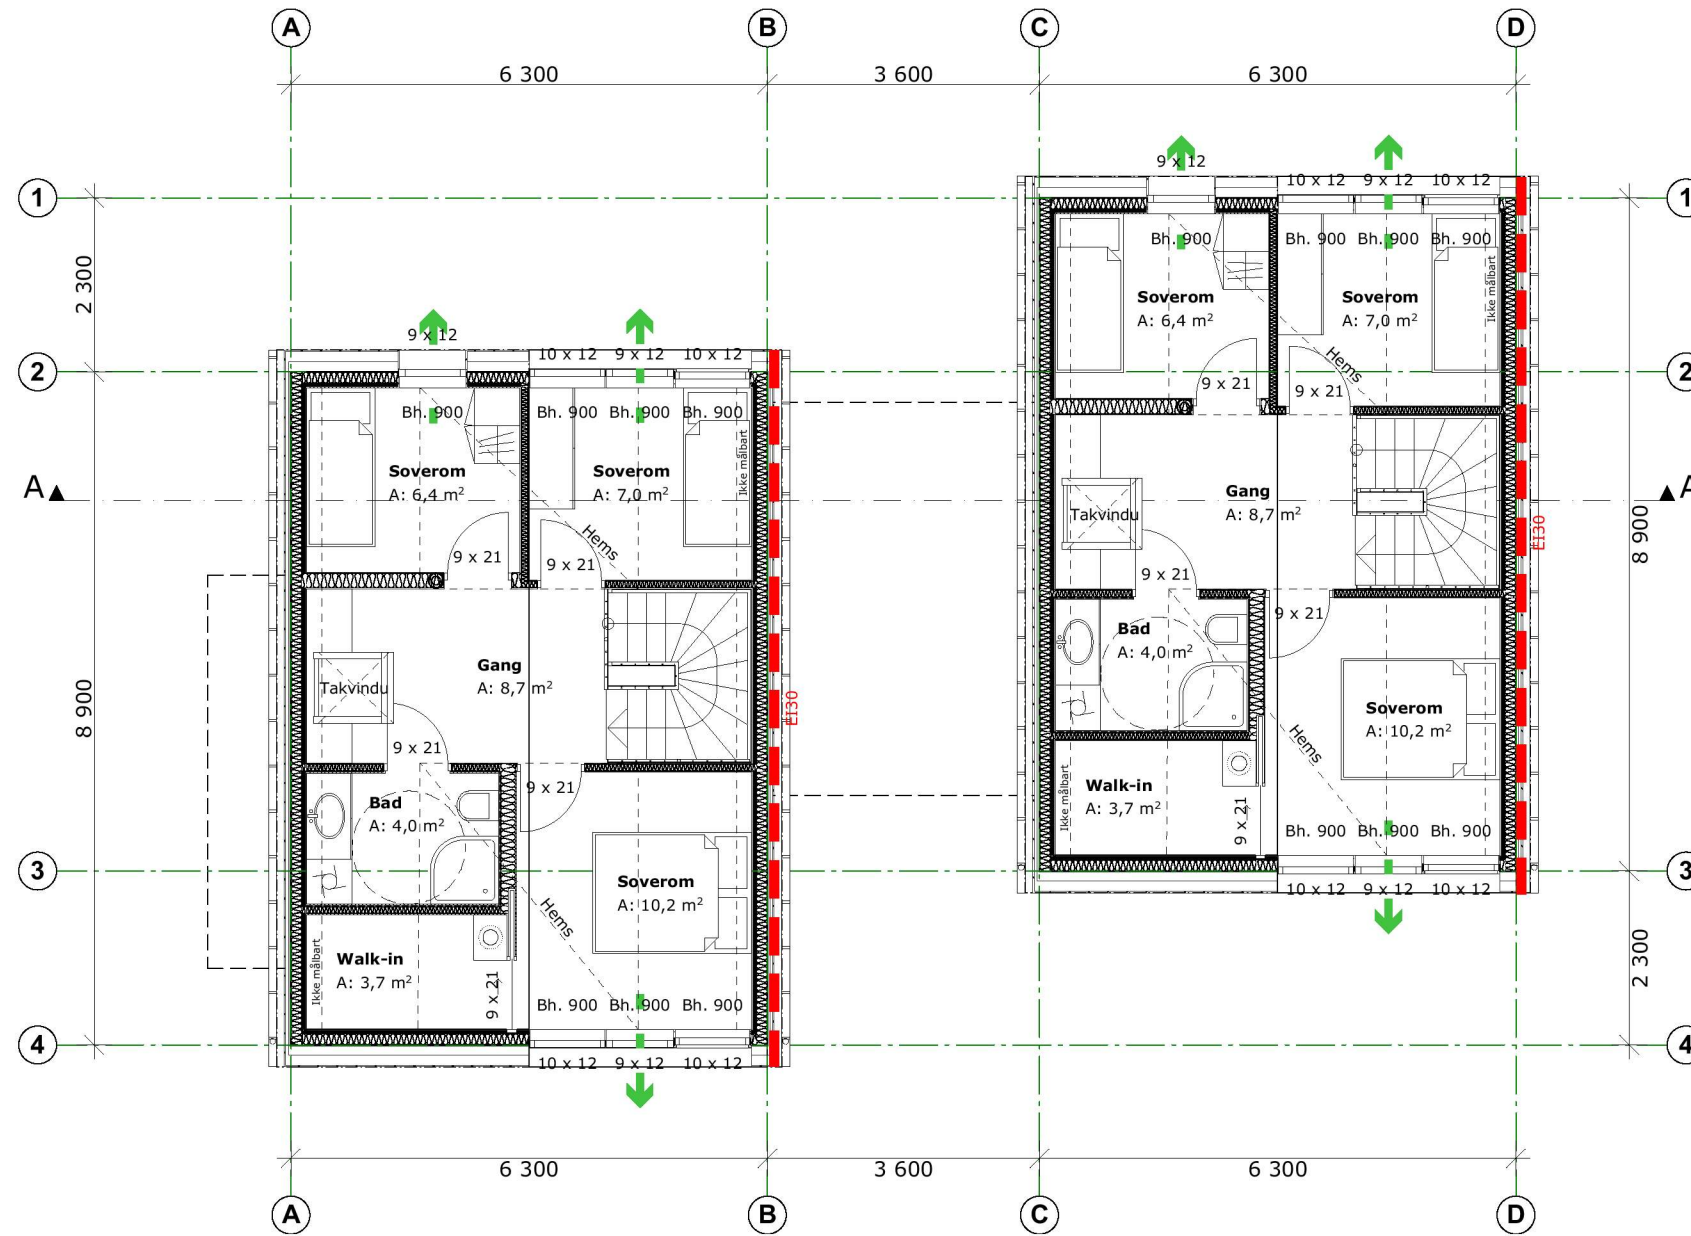 A
B
C
D
6 300
3 600
6 300
9 x 12
10 x 12
9 x 12
10 x 12
1
1
Bh. 900
Bh. 900
Bh. 900
Bh. 900
2 300
Soverom
A: 6,4 m²
Soverom
A: 7,0 m²
Ikke målbart
9 x 12
10 x 12
9 x 12
10 x 12
Hems
2
2
9 x 21
9 x 21
Bh. 900
Bh. 900
Bh. 900
Bh. 900
Soverom
A: 6,4 m²
Soverom
A: 7,0 m²
Ikke målbart
A
A
Gang
A: 8,7 m²
Takvindu
EI30
8 900
Hems
9 x 21
9 x 21
9 x 21
9 x 21
Bad
A: 4,0 m²
Gang
A: 8,7 m²
Takvindu
EI30
8 900
Soverom
A: 10,2 m²
Hems
9 x 21
9 x 21
Walk-in
A: 3,7 m²
Ikke målbart
9 x 21
Bad
A: 4,0 m²
Bh. 900
Bh. 900
Bh. 900
3
3
Soverom
A: 10,2 m²
10 x 12
9 x 12
10 x 12
Hems
Walk-in
A: 3,7 m²
Ikke målbart
9 x 21
2 300
Bh. 900
Bh. 900
Bh. 900
4
4
10 x 12
9 x 12
10 x 12
6 300
3 600
6 300
A
B
C
D